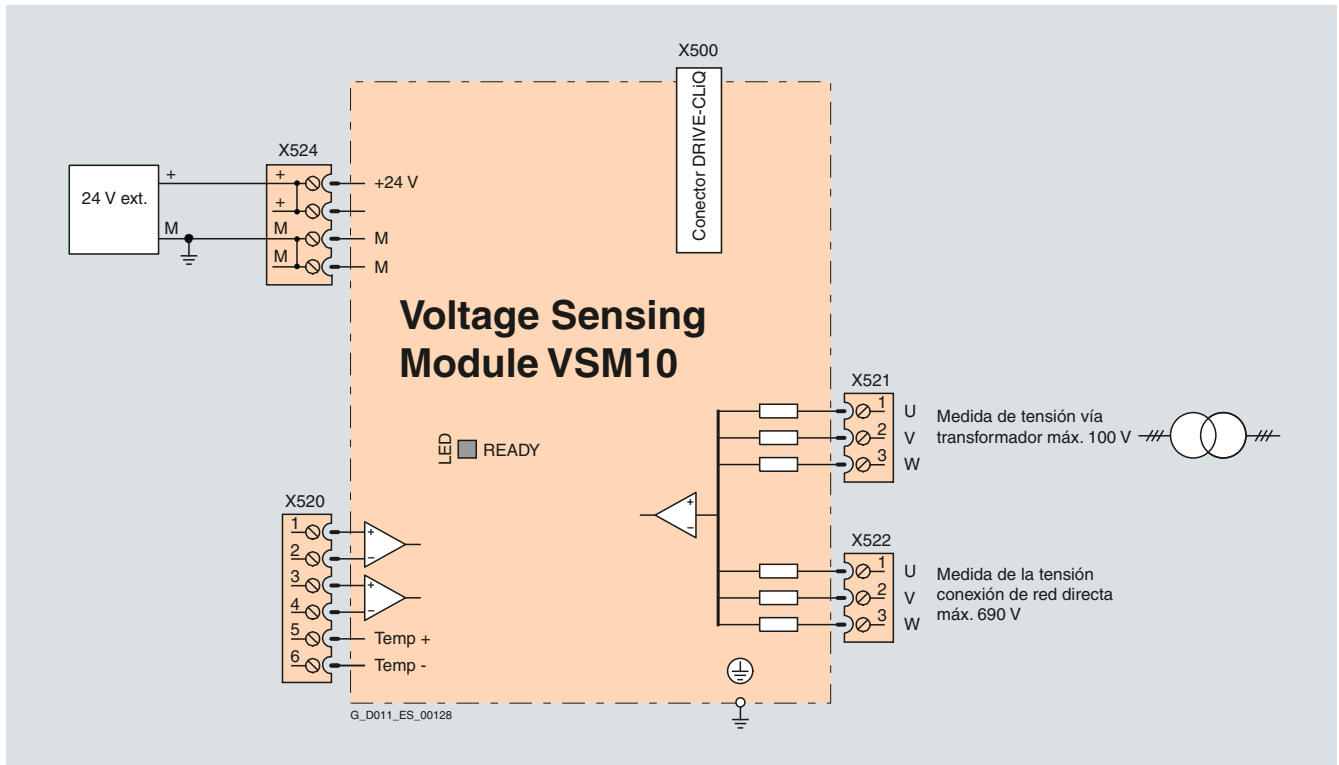 X500
Conector DRIVE-CLiQ
X524
24 V ext.
+
M
+
+
M
M
+24 V
M
M
Voltage Sensing
Module VSM10
LED
READY
X520
1
2
3
4
5
6
+
−
+
−
Temp +
Temp -
+
−
X521
1
2
3
U
V
W
Medida de tensión vía
transformador máx. 100 V
X522
1
2
3
U
V
W
Medida de la tensión
conexión de red directa
máx. 690 V
G_D011_ES_00128